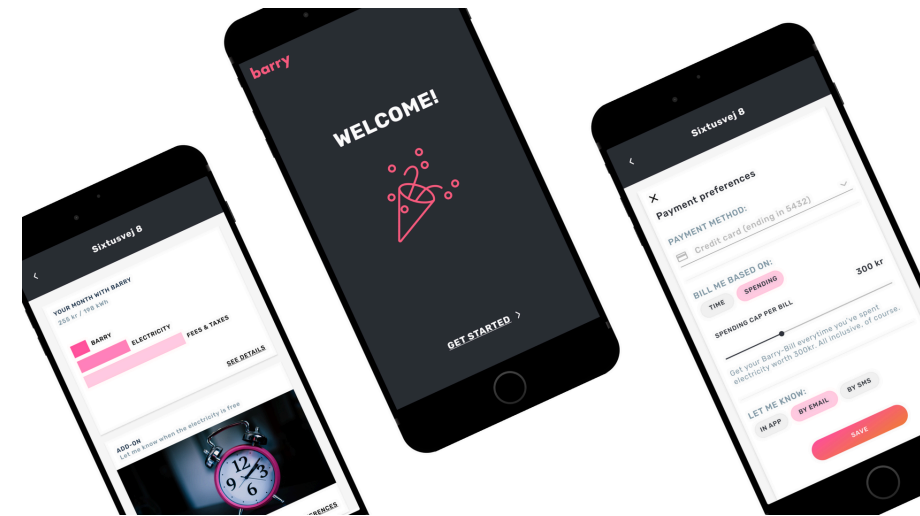 Sixtusvej 8
YOUR MONTH WITH BARRY
255 kr / 198 kWh
BARRY
ELECTRICITY
FEES & TAXES
SEE DETAILS
ADD-ON
Let me know when the electricity is free
12
3
6
9
barry
WELCOME!
GET STARTED >
Sixtusvej 8
Payment preferences
PAYMENT METHOD:
Credit card (ending in 5432)
BILL ME BASED ON:
TIME
SPENDING
SPENDING CAP PER BILL
300 kr
Get your Barry-Bill everytime you've spent
electricity worth 300kr. All inclusive, of course.
LET ME KNOW:
IN APP
BY EMAIL
BY SMS
SAVE